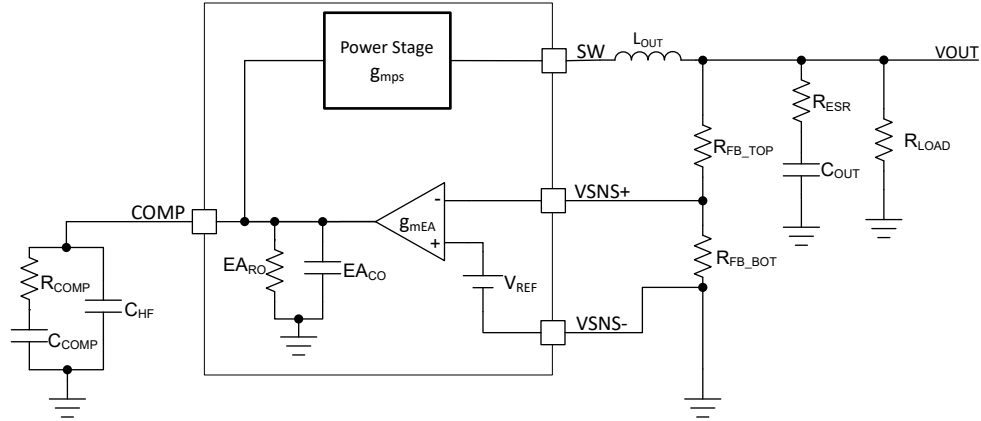 Power Stage
gmps
SW
LOUT
VOUT
RESR
RFB_TOP
COUT
RLOAD
COMP
VSNS+
-
gmEA
+
RFB_BOT
EARO
EACO
VREF
RCOMP
CHF
CCOMP
VSNS-